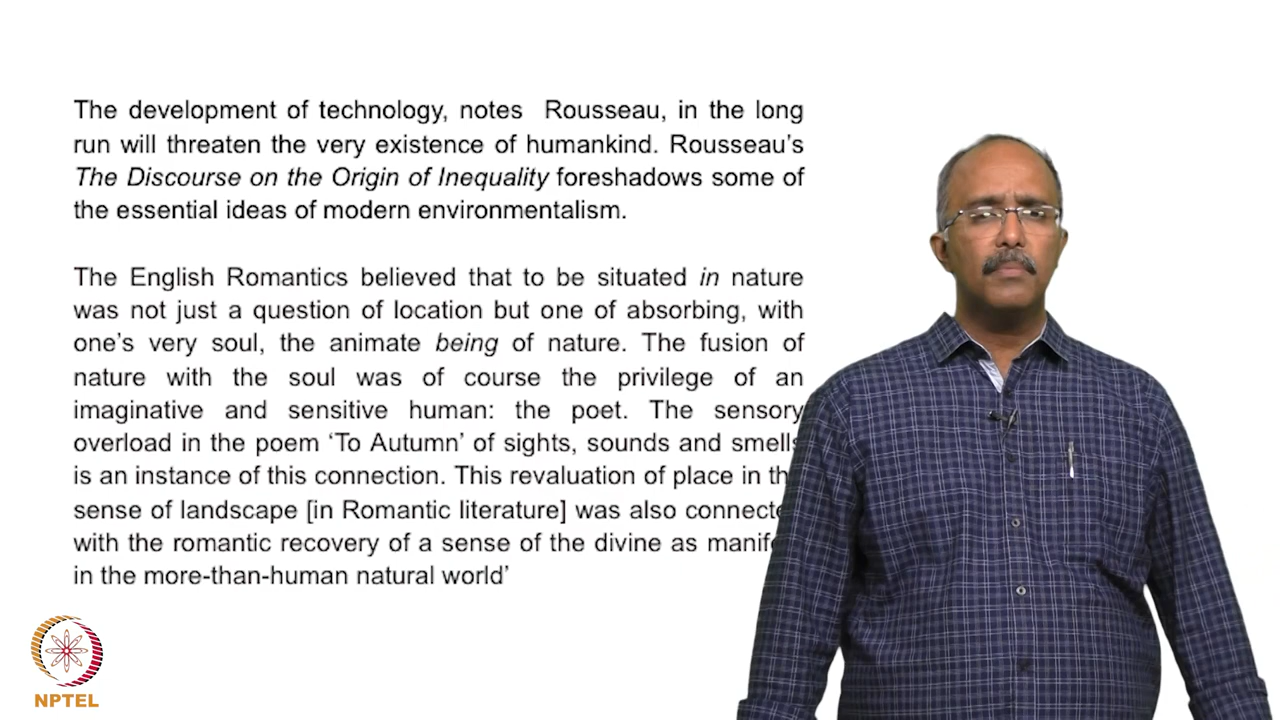 The development of technology, notes Rousseau, in the long
run will threaten the very existence of humankind. Rousseau's
The Discourse on the Origin of Inequality foreshadows some of
the essential ideas of modern environmentalism.
The English Romantics believed that to be situated in nature
was not just a question of location but one of absorbing, with
one's very soul, the animate being of nature. The fusion of
nature with the soul was of course the privilege of an
imaginative and sensitive human: the poet. The sensory
overload in the poem 'To Autumn' of sights, sounds and smells
is an instance of this connection. This revaluation of place in th
sense of landscape [in Romantic literature] was also connecte
with the romantic recovery of a sense of the divine as manife
in the more-than-human natural world'
NPTEL